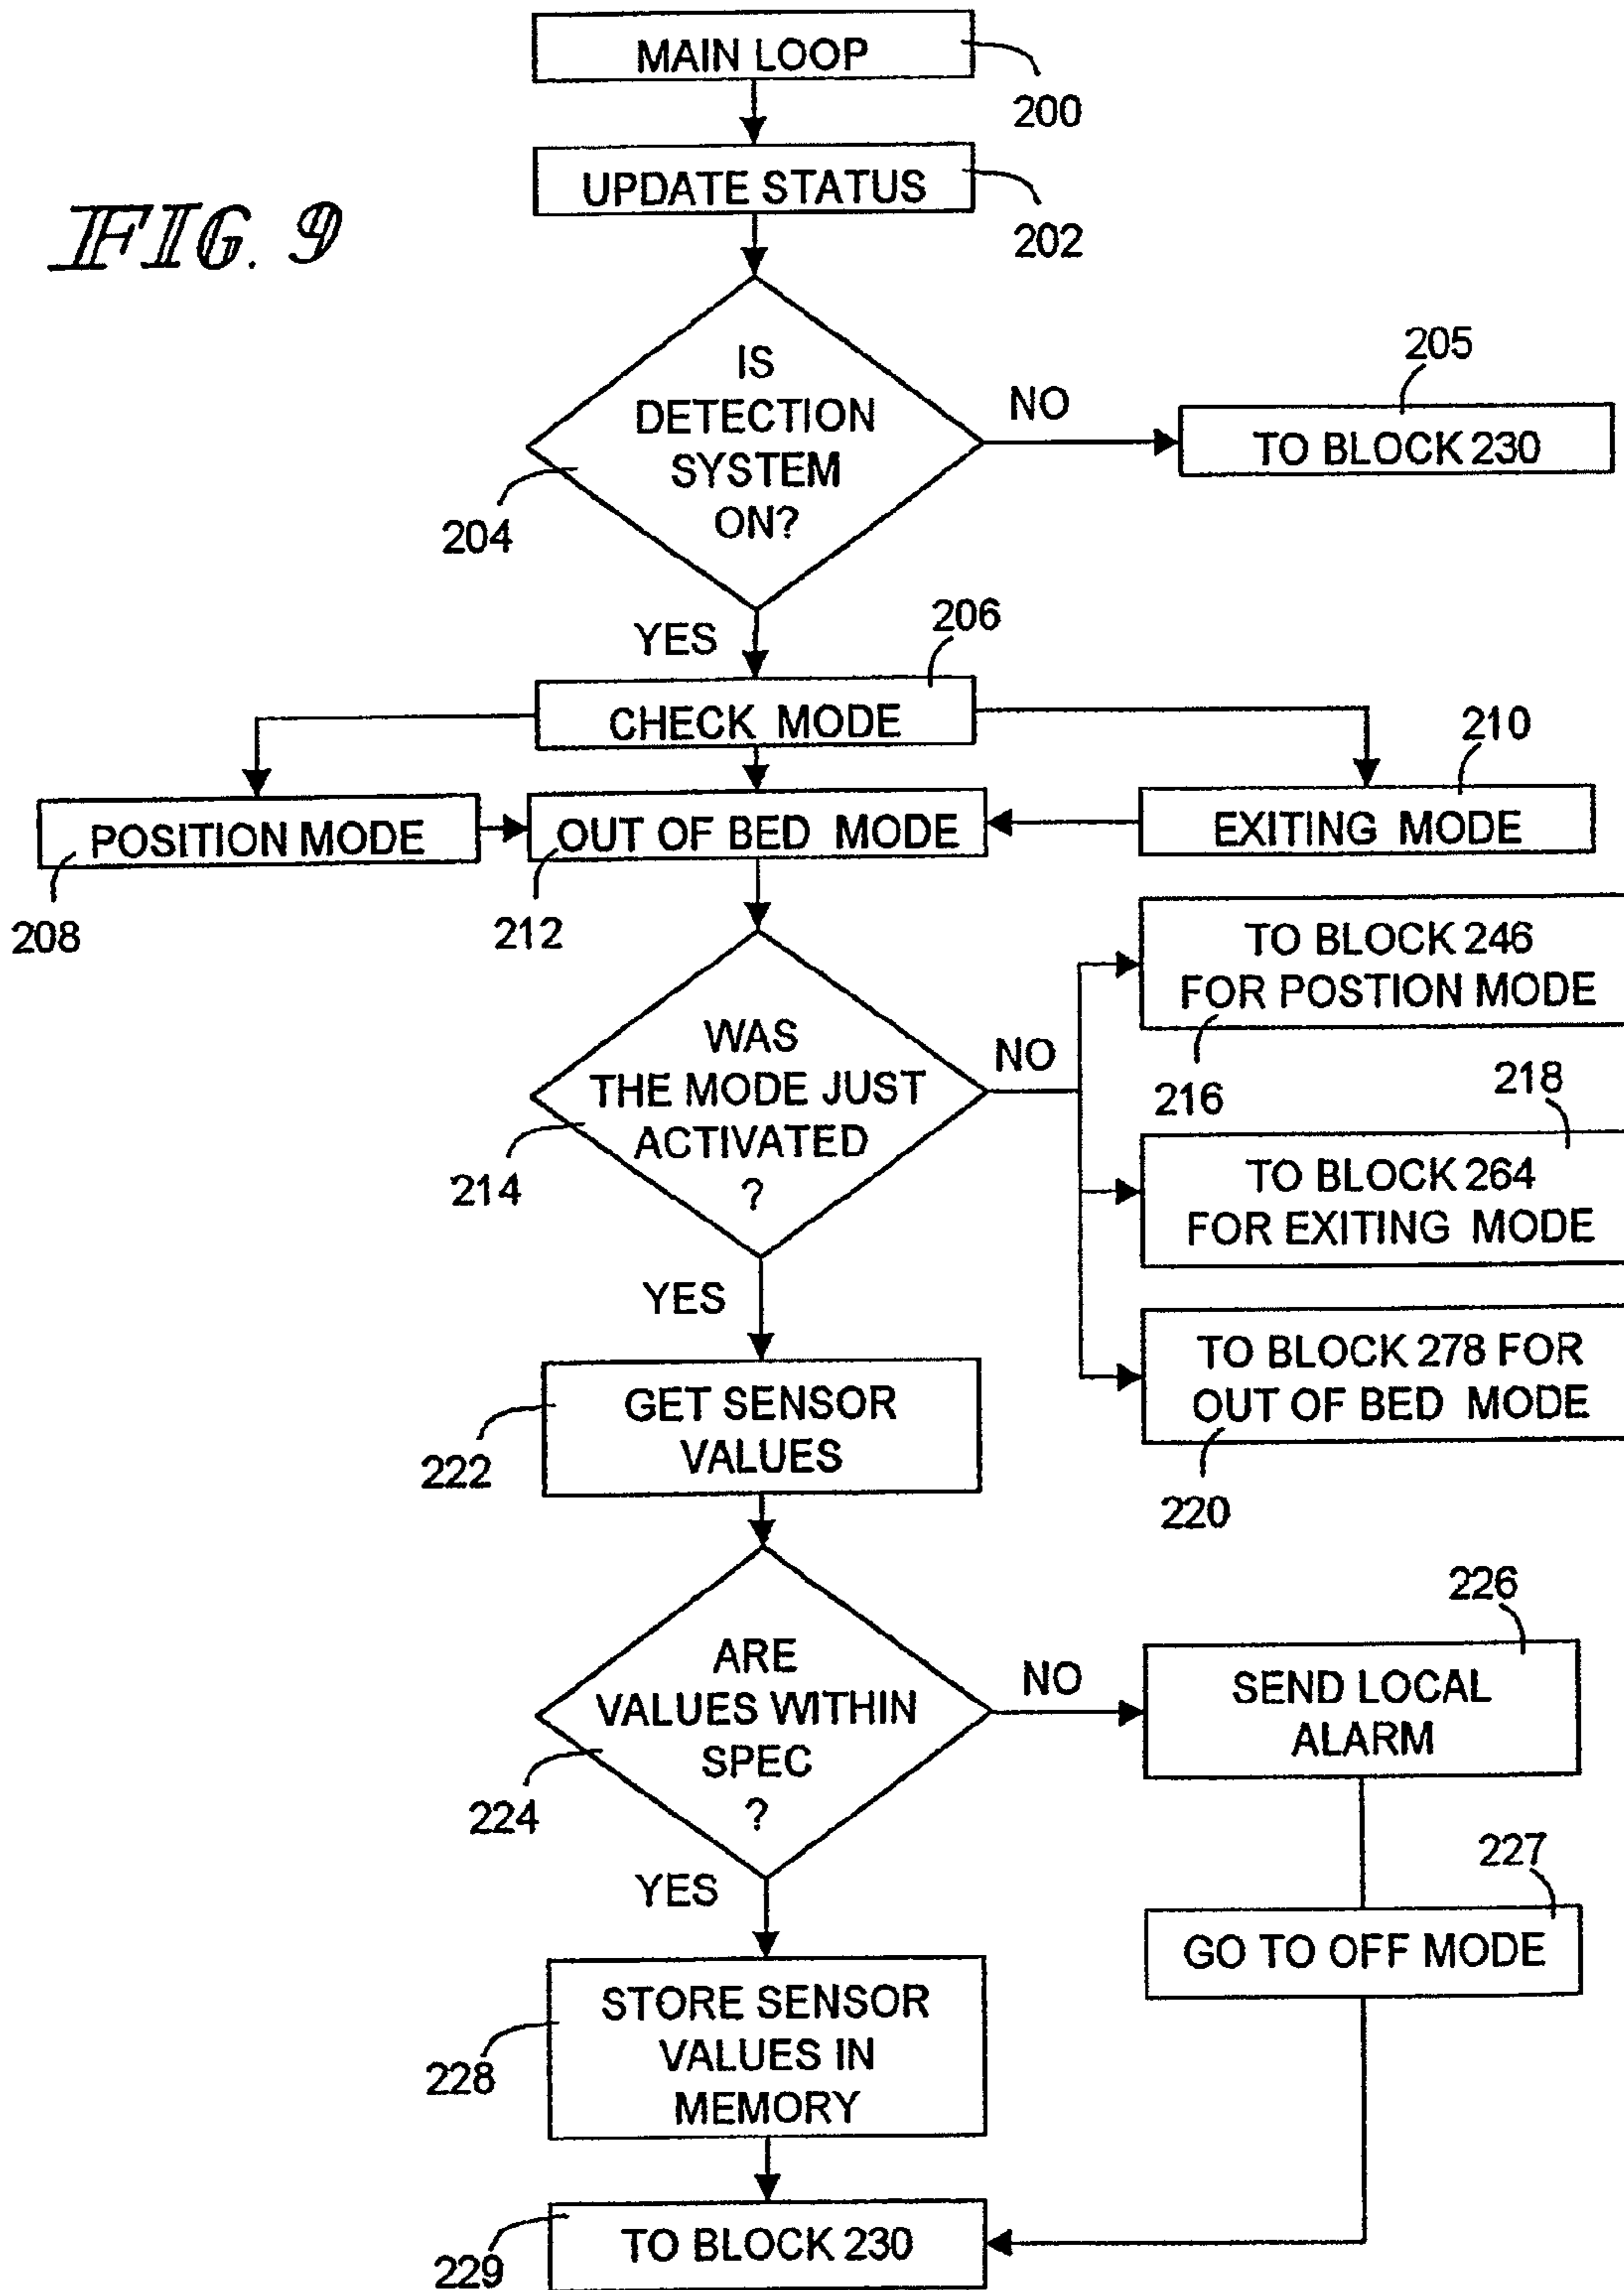 FIG. 9
MAIN LOOP
200
UPDATE STATUS
202
IS
DETECTION
SYSTEM
ON?
204
NO
205
TO BLOCK 230
YES
206
CHECK MODE
210
POSITION MODE
OUT OF BED MODE
EXITING MODE
208
212
WAS
THE MODE JUST
ACTIVATED
?
214
NO
TO BLOCK 246
FOR POSTION MODE
216
218
TO BLOCK 264
FOR EXITING MODE
TO BLOCK 278 FOR
OUT OF BED MODE
220
YES
GET SENSOR
VALUES
222
ARE
VALUES WITHIN
SPEC
?
224
NO
226
SEND LOCAL
ALARM
227
GO TO OFF MODE
YES
STORE SENSOR
VALUES IN
MEMORY
228
TO BLOCK 230
229